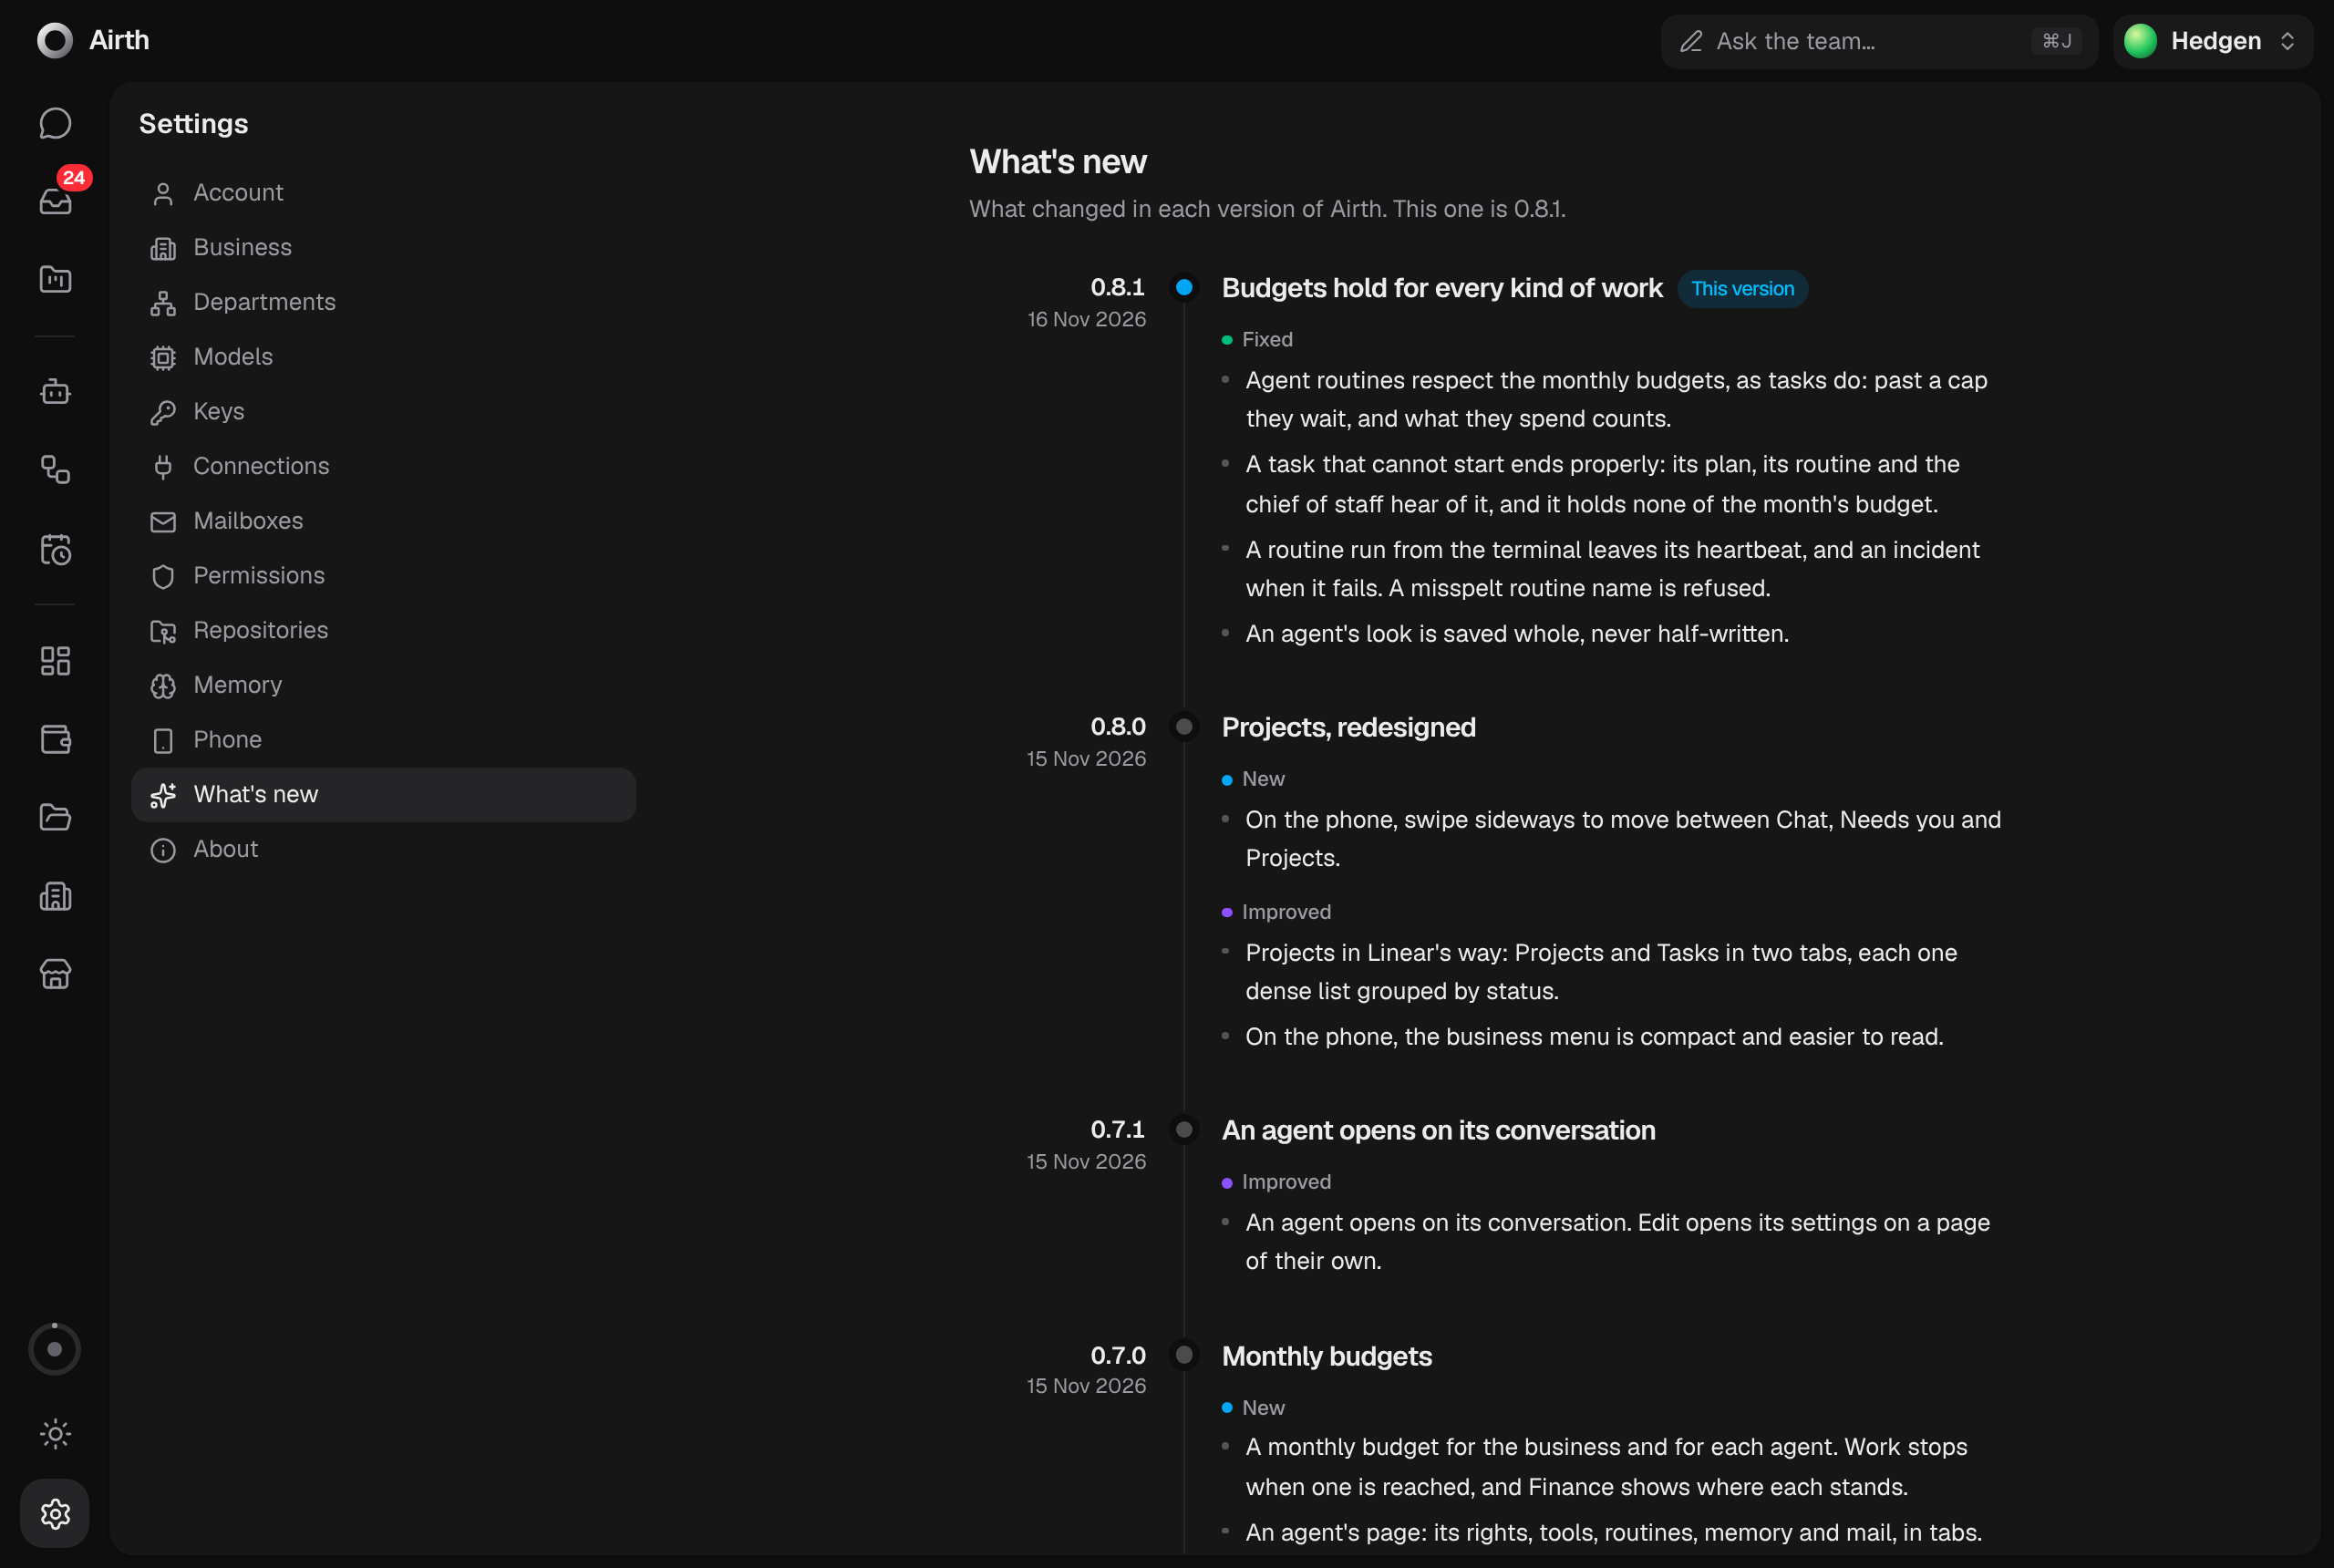 Airth
Ask the team...
⌘J
Hedgen
24
Settings
Account
Business
Departments
Models
Keys
Connections
Mailboxes
Permissions
Repositories
Memory
Phone
What's new
About
What's new
What changed in each version of Airth. This one is 0.8.1.
0.8.1
16 Nov 2026
Budgets hold for every kind of work
This version
Fixed
Agent routines respect the monthly budgets, as tasks do: past a cap
they wait, and what they spend counts.
A task that cannot start ends properly: its plan, its routine and the
chief of staff hear of it, and it holds none of the month's budget.
A routine run from the terminal leaves its heartbeat, and an incident
when it fails. A misspelt routine name is refused.
An agent's look is saved whole, never half-written.
0.8.0
15 Nov 2026
Projects, redesigned
New
On the phone, swipe sideways to move between Chat, Needs you and
Projects.
Improved
Projects in Linear's way: Projects and Tasks in two tabs, each one
dense list grouped by status.
On the phone, the business menu is compact and easier to read.
0.7.1
15 Nov 2026
An agent opens on its conversation
Improved
An agent opens on its conversation. Edit opens its settings on a page
of their own.
0.7.0
15 Nov 2026
Monthly budgets
New
A monthly budget for the business and for each agent. Work stops
when one is reached, and Finance shows where each stands.
An agent's page: its rights, tools, routines, memory and mail, in tabs.